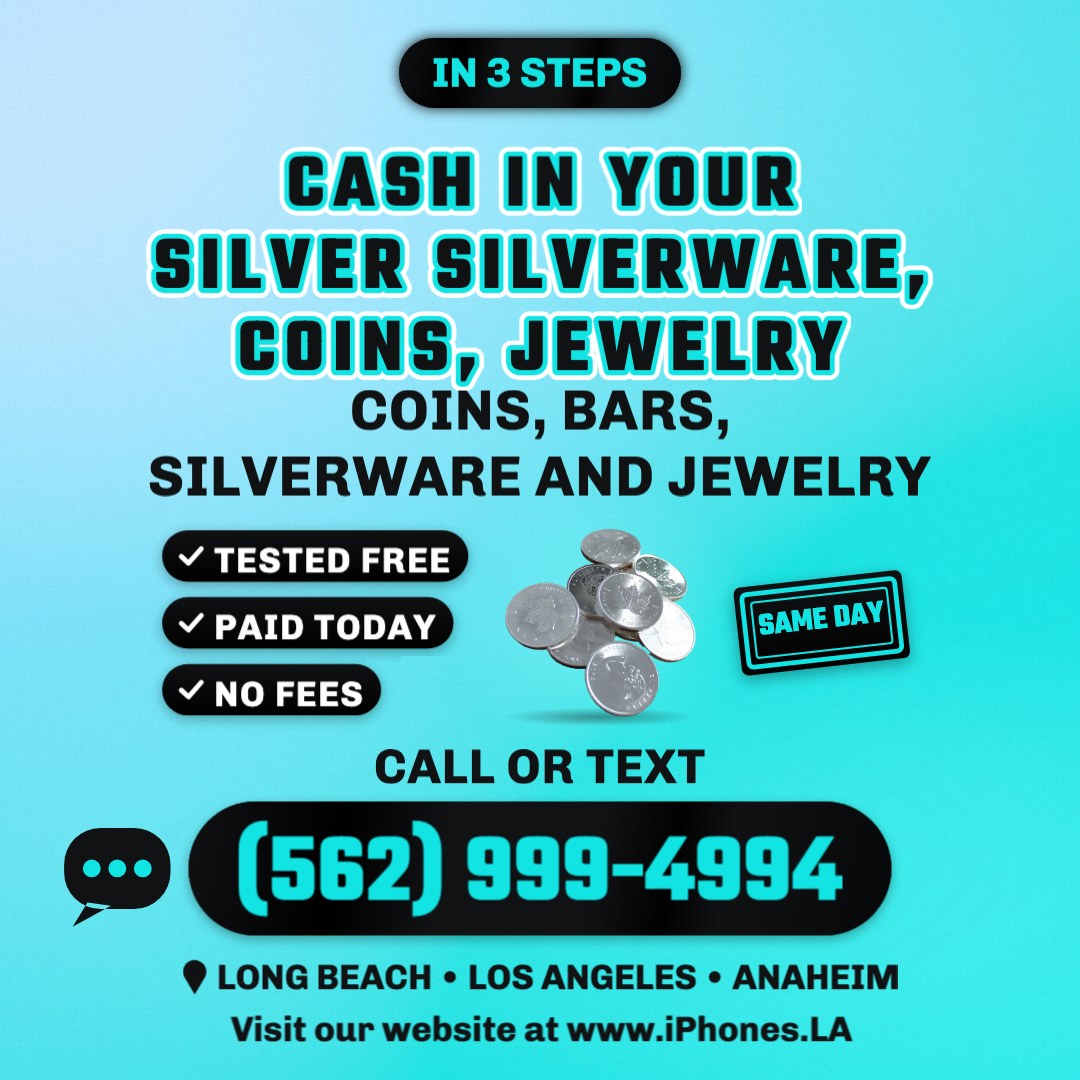 IN 3 STEPS
CASH IN YOUR
SILVER SILVERWARE,
COINS, JEWELRY
COINS, BARS,
SILVERWARE AND JEWELRY
TESTED FREE
PAID TODAY
NO FEES
SAME DAY
CALL OR TEXT
(562) 999-4994
LONG BEACH • LOS ANGELES • ANAHEIM
Visit our website at www.iPhones.LA